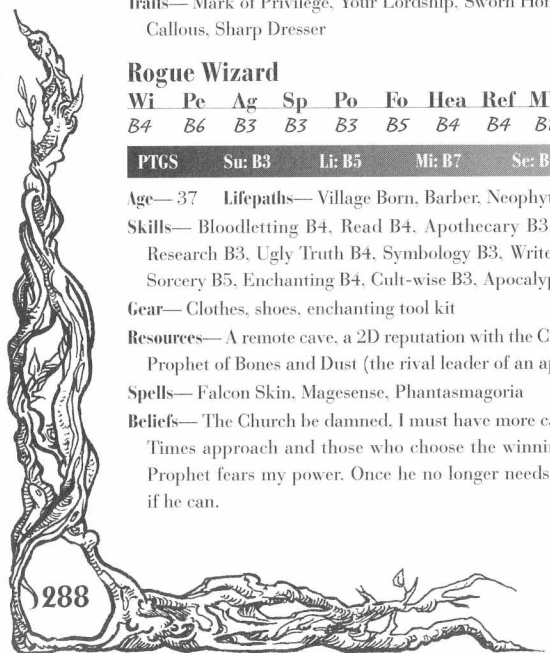 Traits— Mark of Privilege, Your Lordship, Sworn
Callous, Sharp Dresser
Rogue Wizard
Wi Pe Ag Sp Po Fo Hea Ref
B4 B6 B3 B3 B3 B5 B4 B4
PTGS Su: B3 Li: B5 Mi: B7 Se:
Age— 37 Lifepaths— Village Born, Barber,
Skills— Bloodletting B4, Read B4, Apothecary B3
Research B3, Ugly Truth B4, Symbology B3, Write
Sorcery B5, Enchanting B4, Cult-wise B3,
Gear— Clothes, shoes, enchanting tool kit
Resources— A remote cave, a 2D reputation with the
Prophet of Bones and Dust (the rival leader of an
Spells— Falcon Skin, Magesense, Phantasmagoria
Beliefs— The Church be damned, I must have more
Times approach and those who choose the
Prophet fears my power. Once he no longer needs
if he can.
288